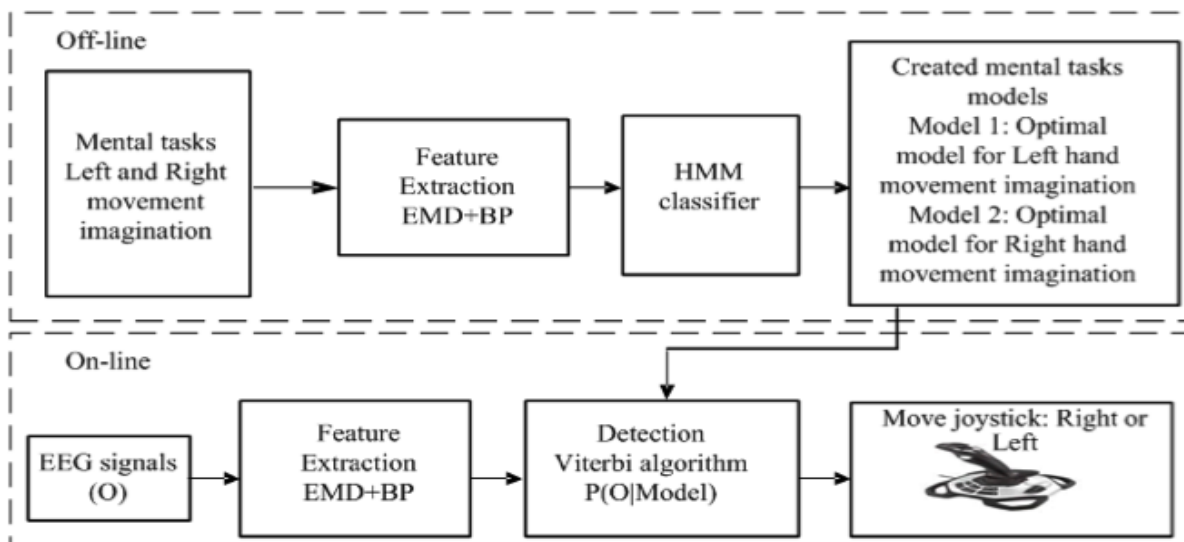 Off-line
Mental tasks
Left and Right
movement
imagination
Feature
Extraction
EMD+BP
HMM
classifier
Created mental tasks
models
Model 1: Optimal
model for Left hand
movement imagination
Model 2: Optimal
model for Right hand
movement imagination
On-line
EEG signals
(O)
Feature
Extraction
EMD+BP
Detection
Viterbi algorithm
P(O|Model)
Move joystick: Right or
Left